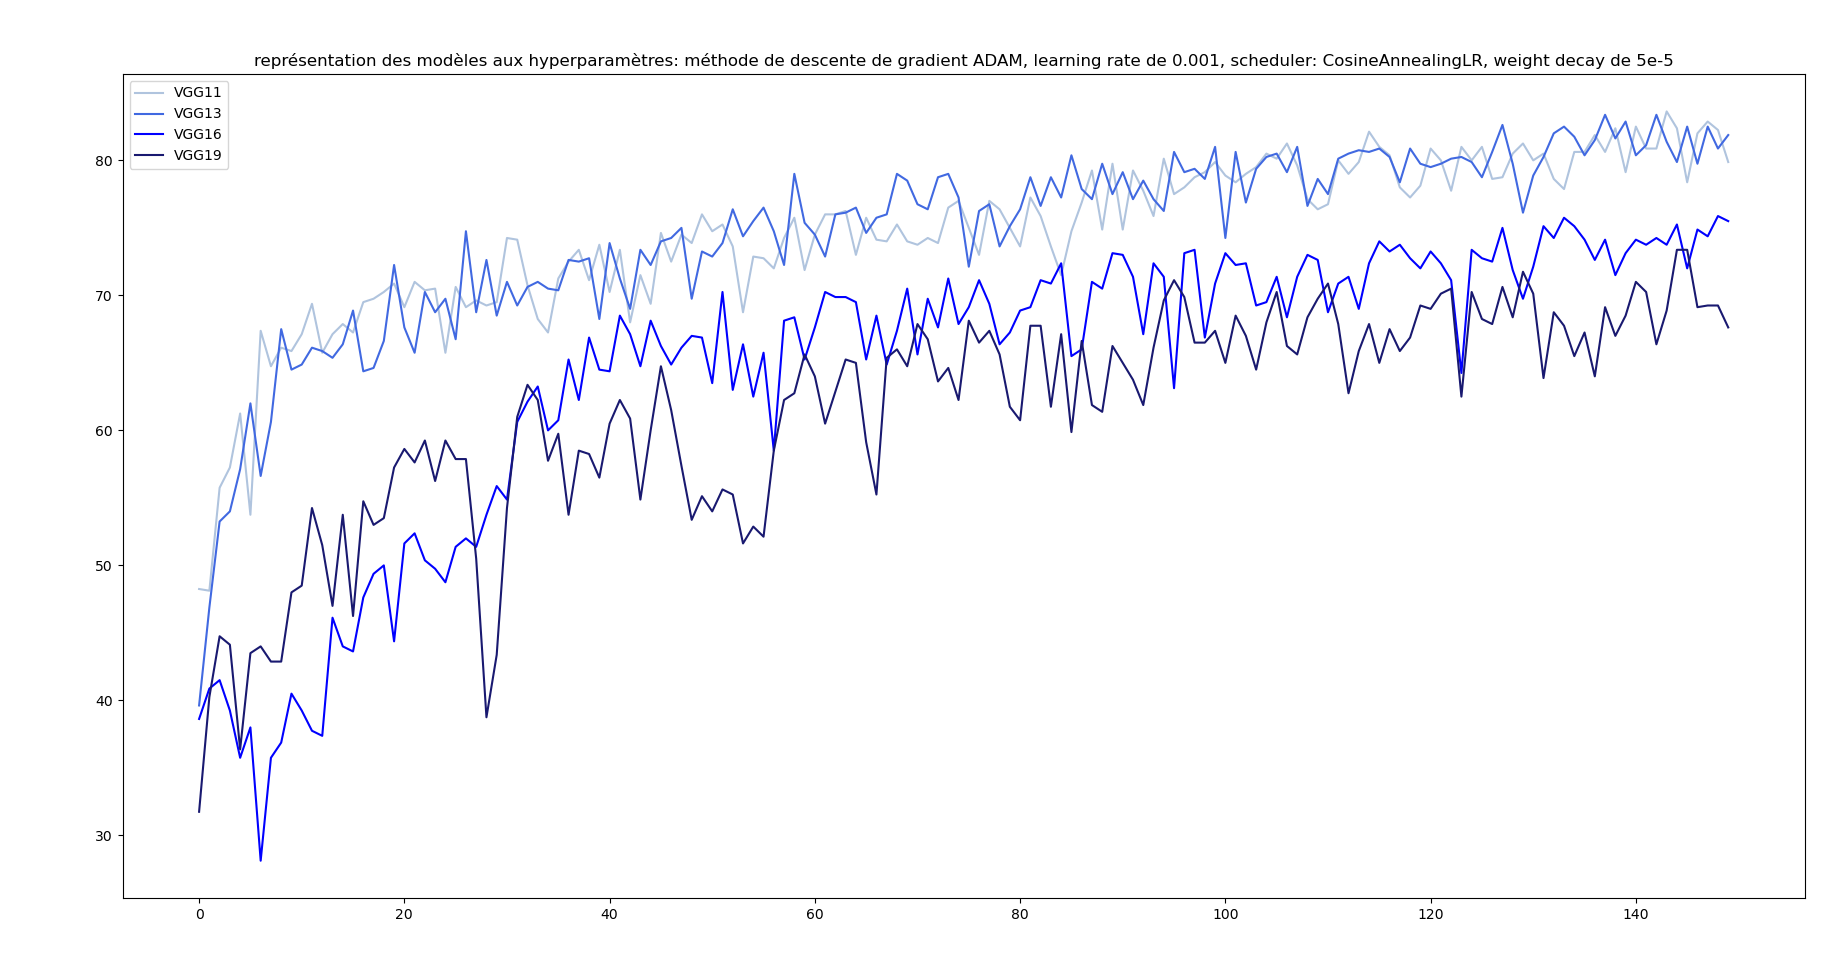 représentation des modèles aux hyperparamètres: méthode de descente de gradient ADAM, learning rate de 0.001, scheduler: CosineAnnealingLR, weight decay de 5e-5
VGG11
VGG13
VGG16
VGG19
80
70
60
50
40
30
0 20 40 60 80 100 120 140